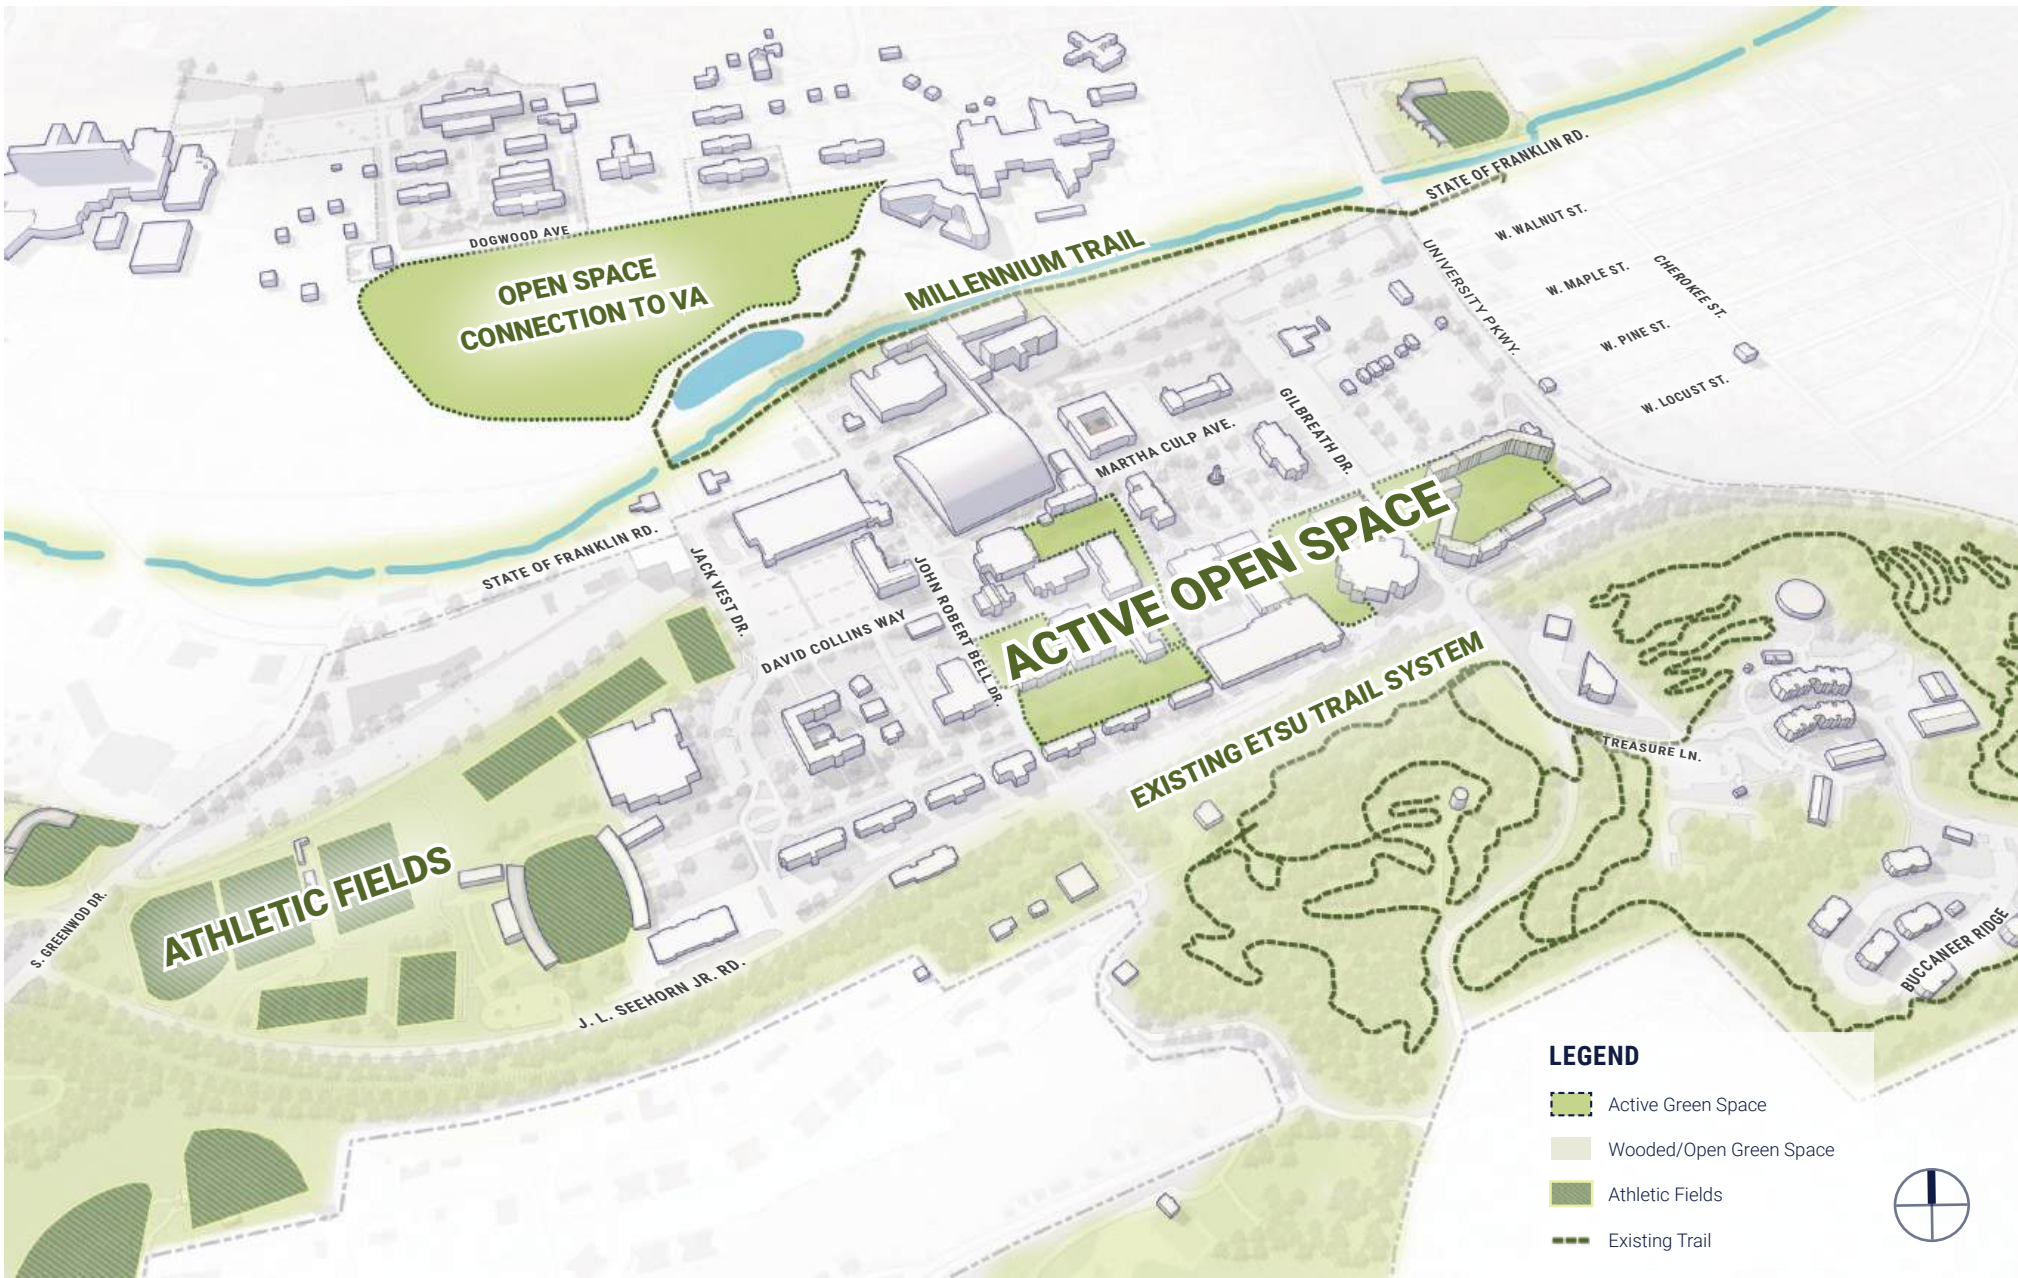 STATE OF FRANKLIN RD.
W. WALNUT ST.
DOGWOOD AVE
OPEN SPACE
CONNECTION TO VA
MILLENNIUM TRAIL
UNIVERSITY PKWY.
W. MAPLE ST.
CHEROKEE ST.
W. PINE ST.
W. LOCUST ST.
GILBREATH DR.
MARTHA CULP AVE.
ACTIVE OPEN SPACE
STATE OF FRANKLIN RD.
JACK VEST DR.
JOHN ROBERT BELL DR.
DAVID COLLINS WAY
EXISTING ETSU TRAIL SYSTEM
TREASURE LN.
ATHLETIC FIELDS
S. GREENWOD DR.
J. L. SEEHORN JR. RD.
BUCCANEER RIDGE
LEGEND
Active Green Space
Wooded/Open Green Space
Athletic Fields
Existing Trail